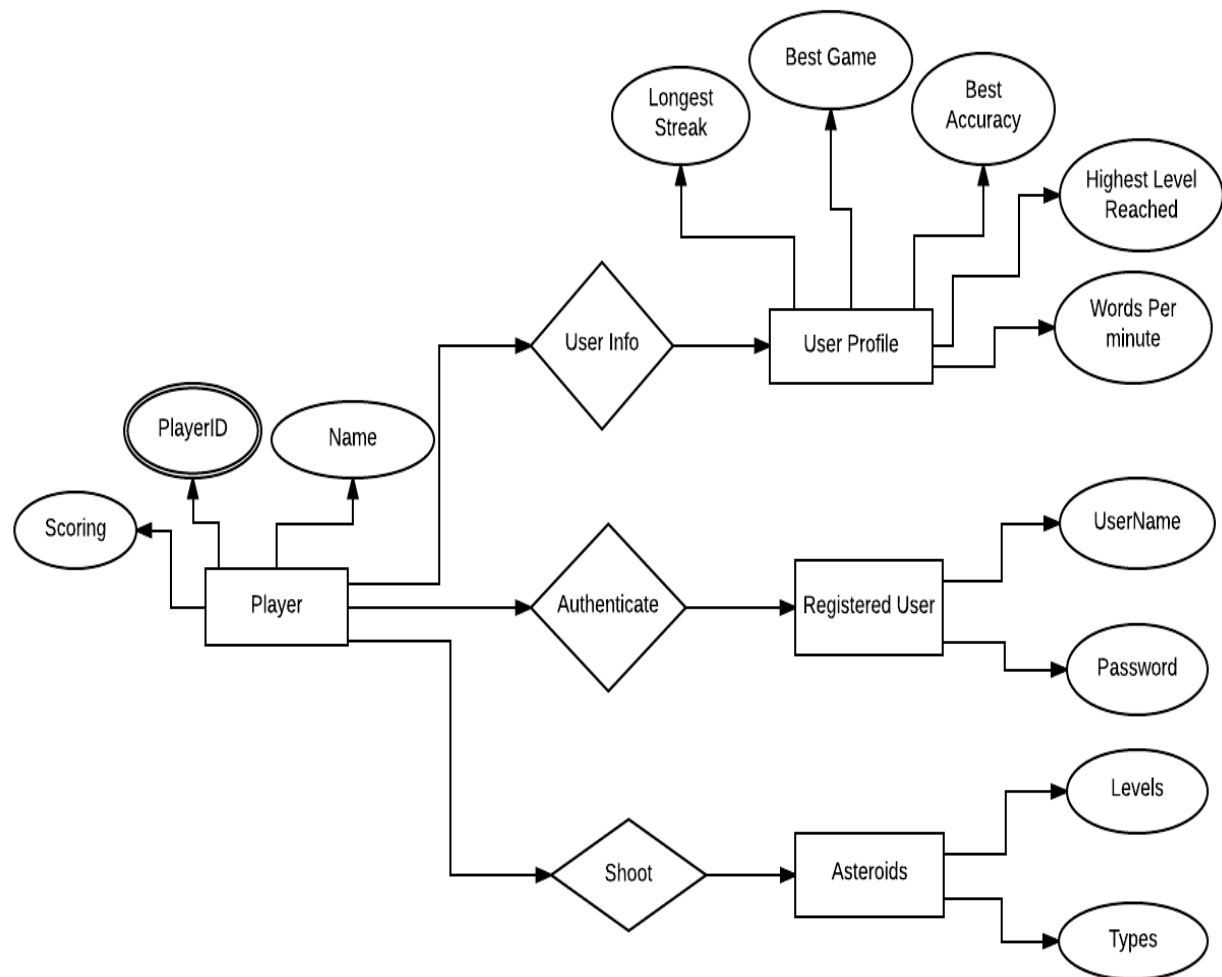 Best Game
Longest
Streak
Best
Accuracy
Highest Level
Reached
User Info
User Profile
Words Per
minute
PlayerID
Name
Scoring
UserName
Player
Authenticate
Registered User
Password
Levels
Shoot
Asteroids
Types